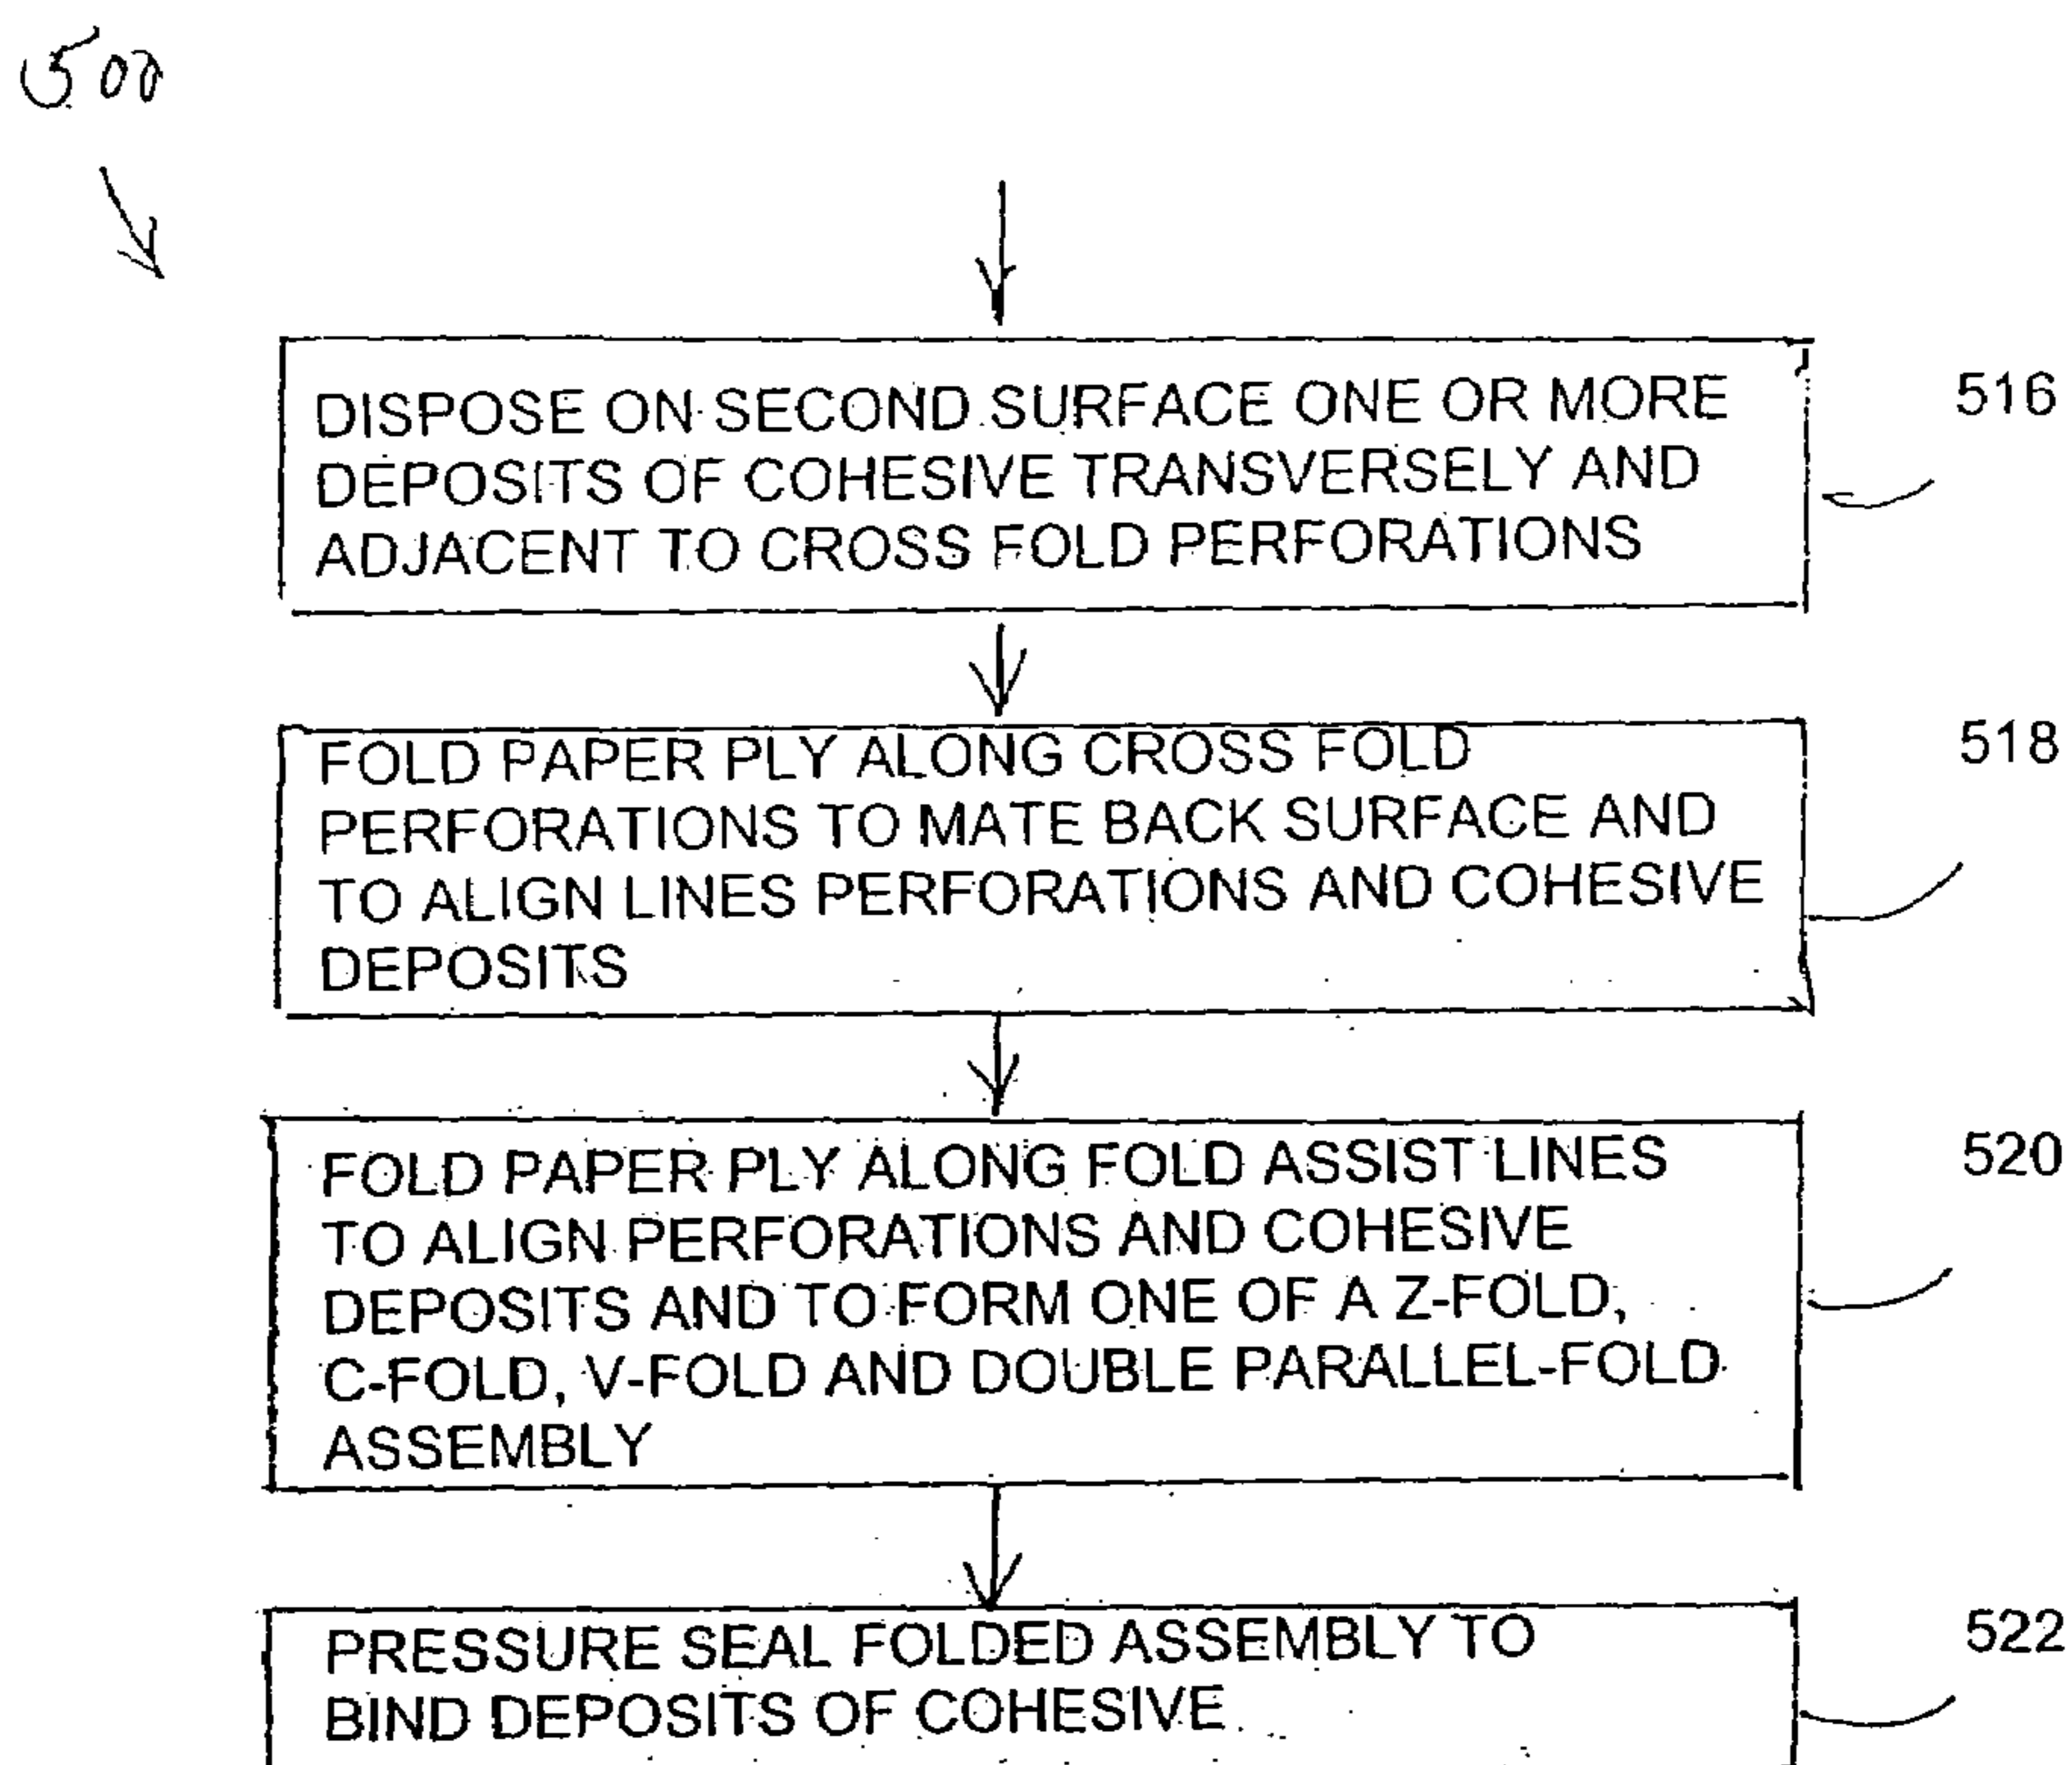 500
DISPOSE ON SECOND SURFACE ONE OR MORE
DEPOSITS OF COHESIVE TRANSVERSELY AND
ADJACENT TO CROSS FOLD PERFORATIONS
516
FOLD PAPER PLY ALONG CROSS FOLD
PERFORATIONS TO MATE BACK SURFACE AND
TO ALIGN LINES PERFORATIONS AND COHESIVE
DEPOSITS
518
FOLD PAPER PLY ALONG FOLD ASSIST LINES
TO ALIGN PERFORATIONS AND COHESIVE
DEPOSITS AND TO FORM ONE OF A Z-FOLD,
C-FOLD, V-FOLD AND DOUBLE PARALLEL-FOLD
ASSEMBLY
520
PRESSURE SEAL FOLDED ASSEMBLY TO
BIND DEPOSITS OF COHESIVE
522